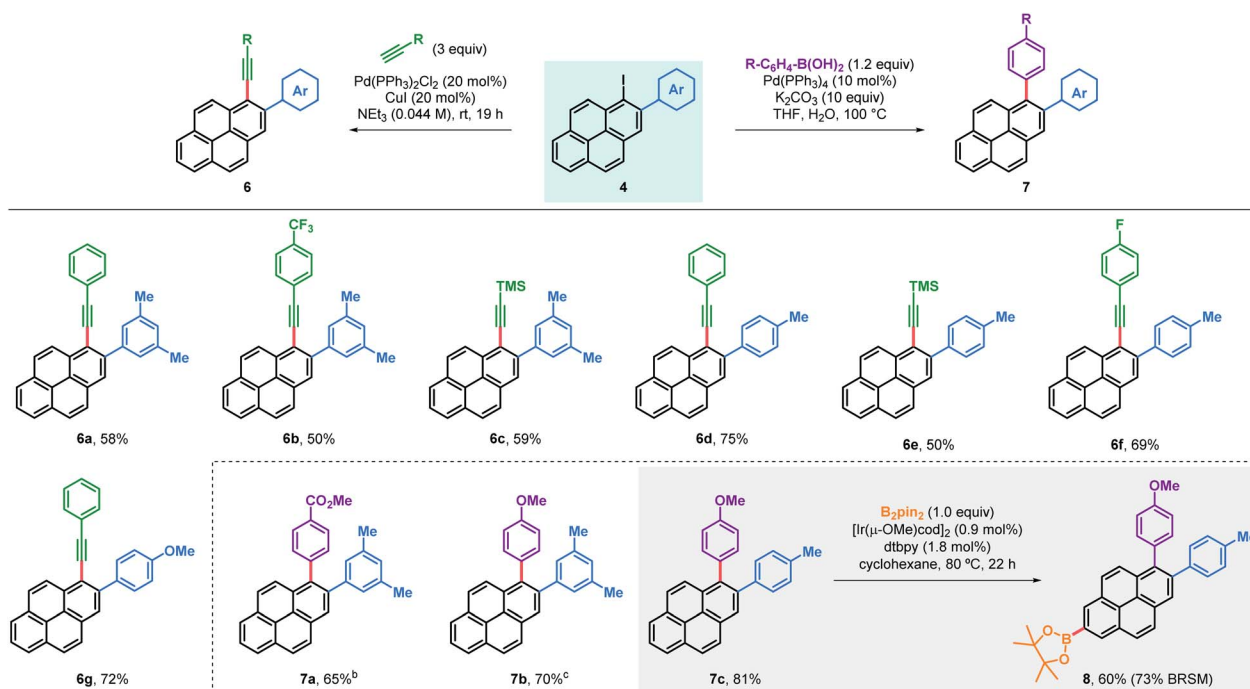 R
(3 equiv)
Pd(PPh3)2Cl2 (20 mol%)
CuI (20 mol%)
NEt3 (0.044 M), rt, 19 h
R
Ar
6
I
Ar
4
R-C6H4-B(OH)2 (1.2 equiv)
Pd(PPh3)4 (10 mol%)
K2CO3 (10 equiv)
THF, H2O, 100 °C
R
Ar
7
Me
Me
6a, 58%
CF3
Me
Me
6b, 50%
TMS
Me
Me
6c, 59%
Me
6d, 75%
TMS
Me
6e, 50%
F
Me
6f, 69%
OMe
6g, 72%
CO2Me
Me
Me
7a, 65%b
OMe
Me
Me
7b, 70%c
OMe
Me
7c, 81%
B2pin2 (1.0 equiv)
[Ir(μ-OMe)cod]2 (0.9 mol%)
dtbpy (1.8 mol%)
cyclohexane, 80 ºC, 22 h
OMe
Me
O
B
O
8, 60% (73% BRSM)